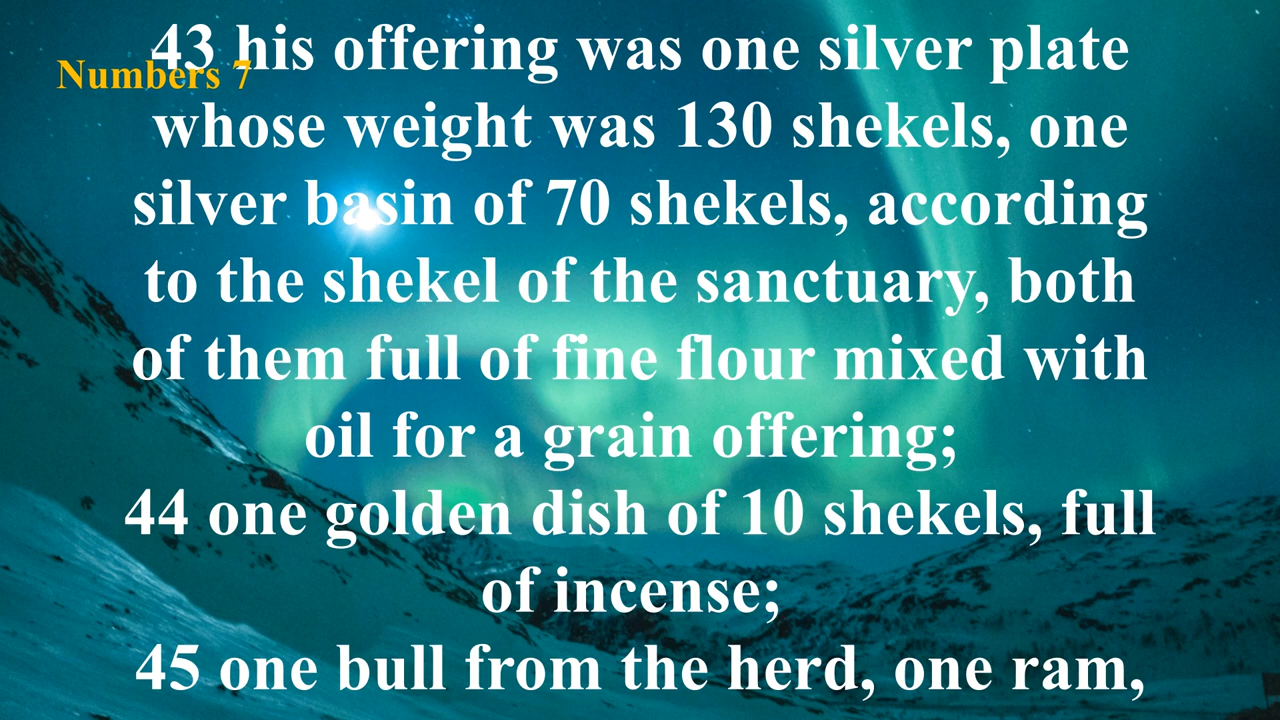 Numbers 7
43 his offering was one silver plate
whose weight was 130 shekels, one
silver basin of 70 shekels, according
to the shekel of the sanctuary, both
of them full of fine flour mixed with
oil for a grain offering;
44 one golden dish of 10 shekels, full
of incense;
45 one bull from the herd, one ram,